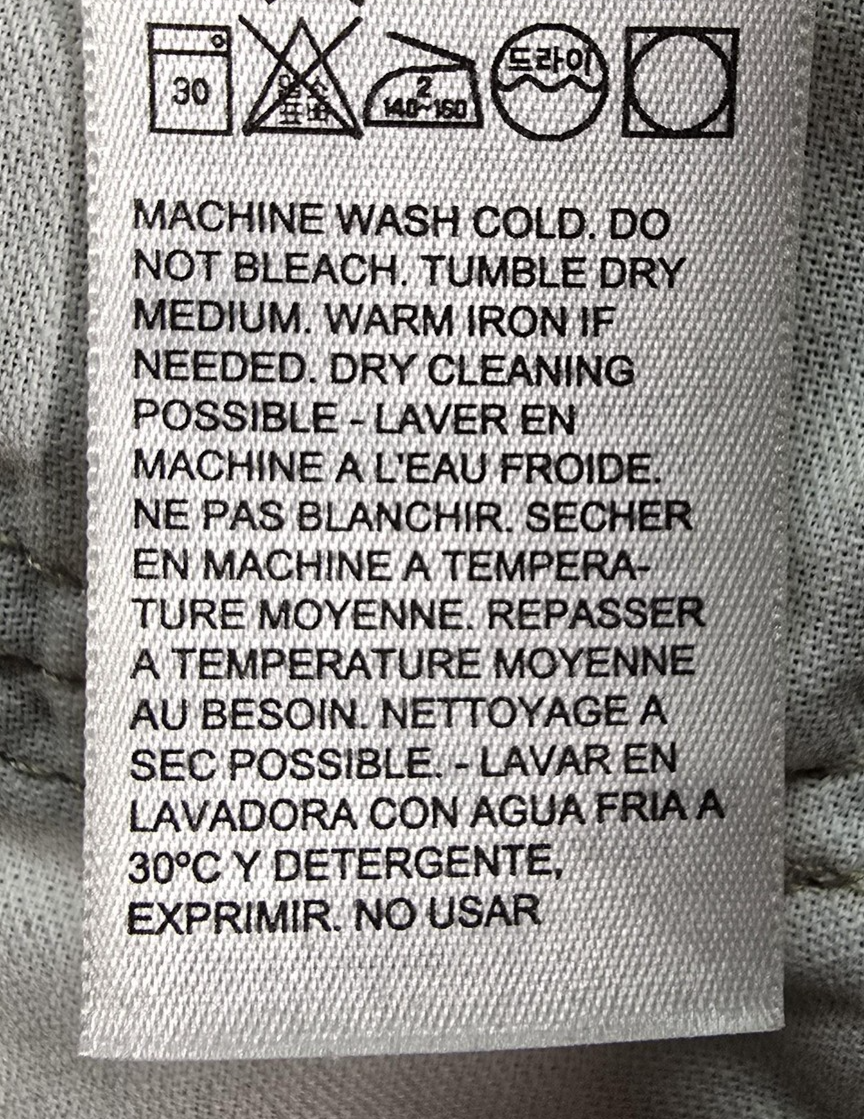 30
염소
표백
2
140~160
드라이
MACHINE WASH COLD. DO
NOT BLEACH. TUMBLE DRY
MEDIUM. WARM IRON IF
NEEDED. DRY CLEANING
POSSIBLE - LAVER EN
MACHINE A L'EAU FROIDE.
NE PAS BLANCHIR. SECHER
EN MACHINE A TEMPERA-
TURE MOYENNE. REPASSER
A TEMPERATURE MOYENNE
AU BESOIN. NETTOYAGE A
SEC POSSIBLE. - LAVAR EN
LAVADORA CON AGUA FRIA A
30ºC Y DETERGENTE,
EXPRIMIR. NO USAR